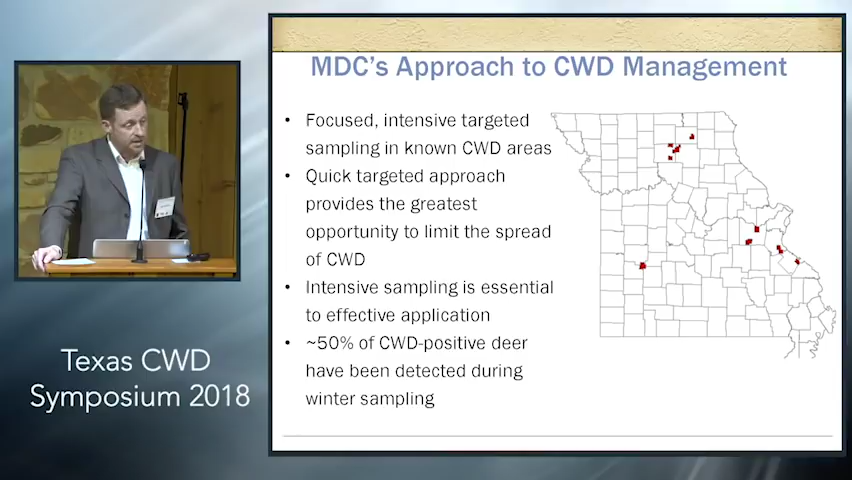 MDC's Approach to CWD Management
• Focused, intensive targeted
sampling in known CWD areas
• Quick targeted approach
provides the greatest
opportunity to limit the spread
of CWD
• Intensive sampling is essential
to effective application
• ~50% of CWD-positive deer
have been detected during
winter sampling
Texas CWD
Symposium 2018